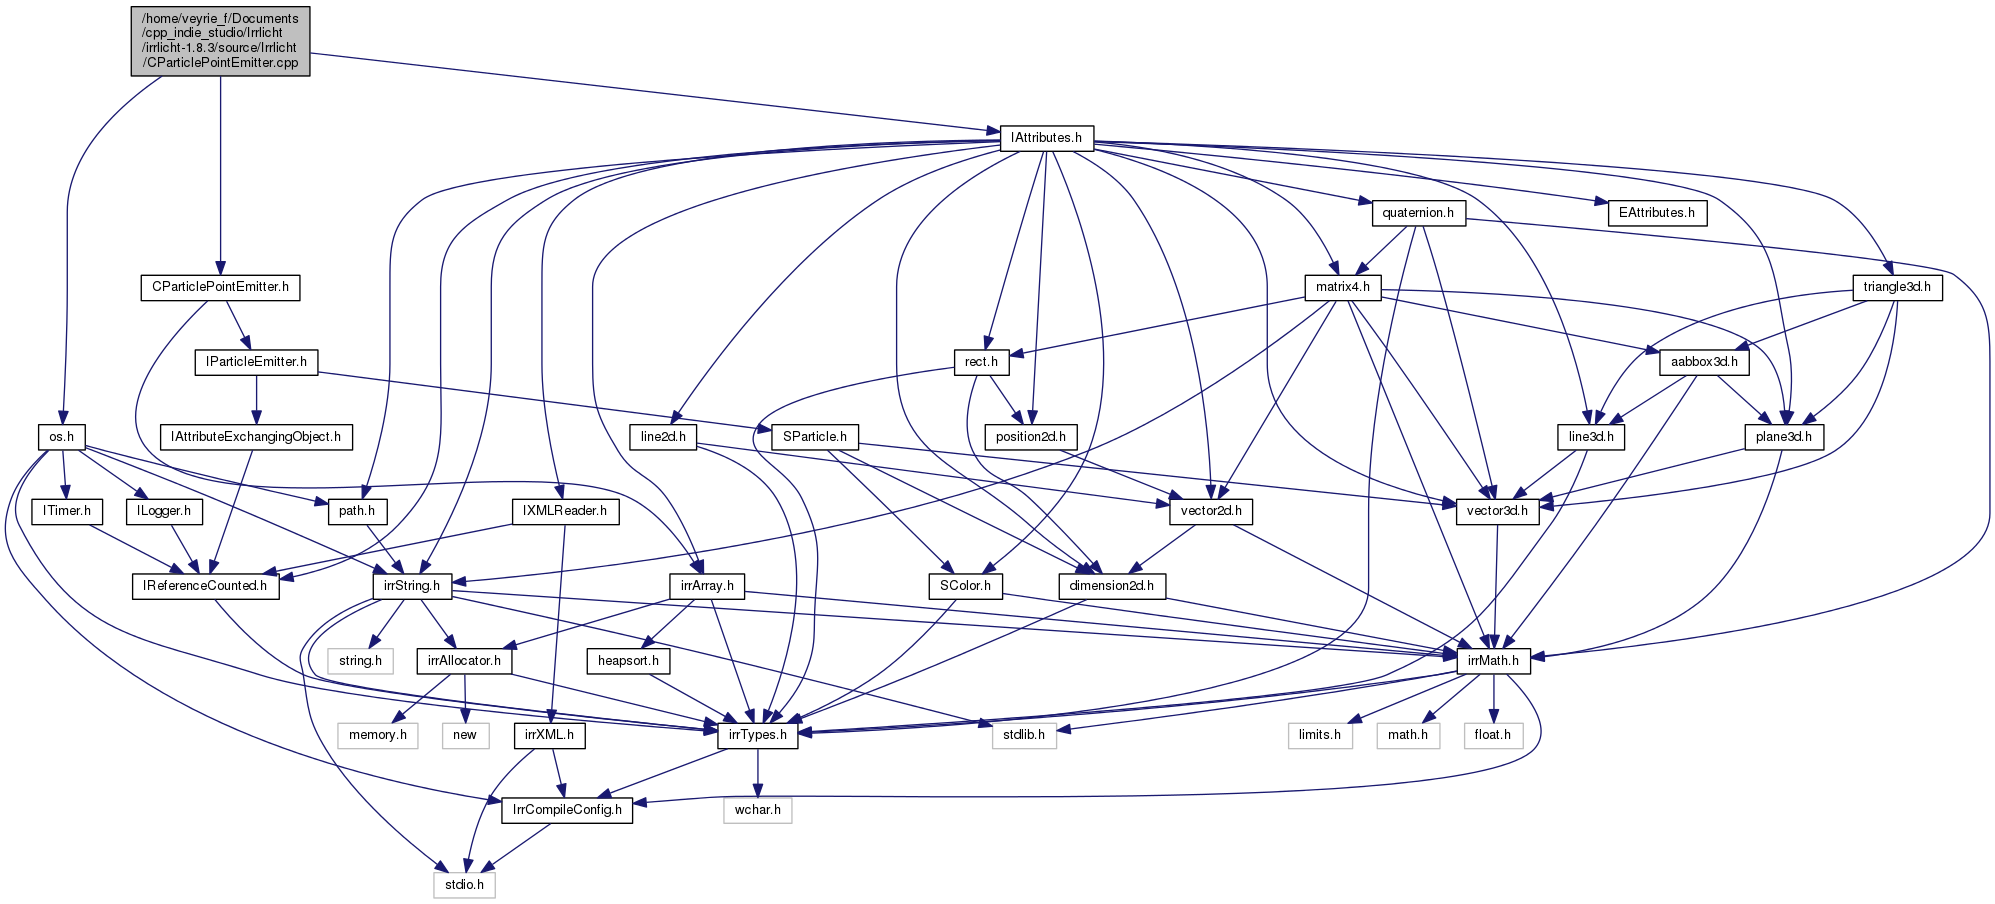 /home/veyrie_f/Documents
/cpp_indie_studio/Irrlicht
/irrlicht-1.8.3/source/Irrlicht
/CParticlePointEmitter.cpp
IAttributes.h
quaternion.h
EAttributes.h
CParticlePointEmitter.h
matrix4.h
triangle3d.h
IParticleEmitter.h
rect.h
aabbox3d.h
os.h
IAttributeExchangingObject.h
line2d.h
SParticle.h
position2d.h
line3d.h
plane3d.h
ITimer.h
ILogger.h
path.h
IXMLReader.h
vector2d.h
vector3d.h
IReferenceCounted.h
irrString.h
irrArray.h
SColor.h
dimension2d.h
string.h
irrAllocator.h
heapsort.h
irrMath.h
memory.h
new
irrXML.h
irrTypes.h
stdlib.h
limits.h
math.h
float.h
IrrCompileConfig.h
wchar.h
stdio.h